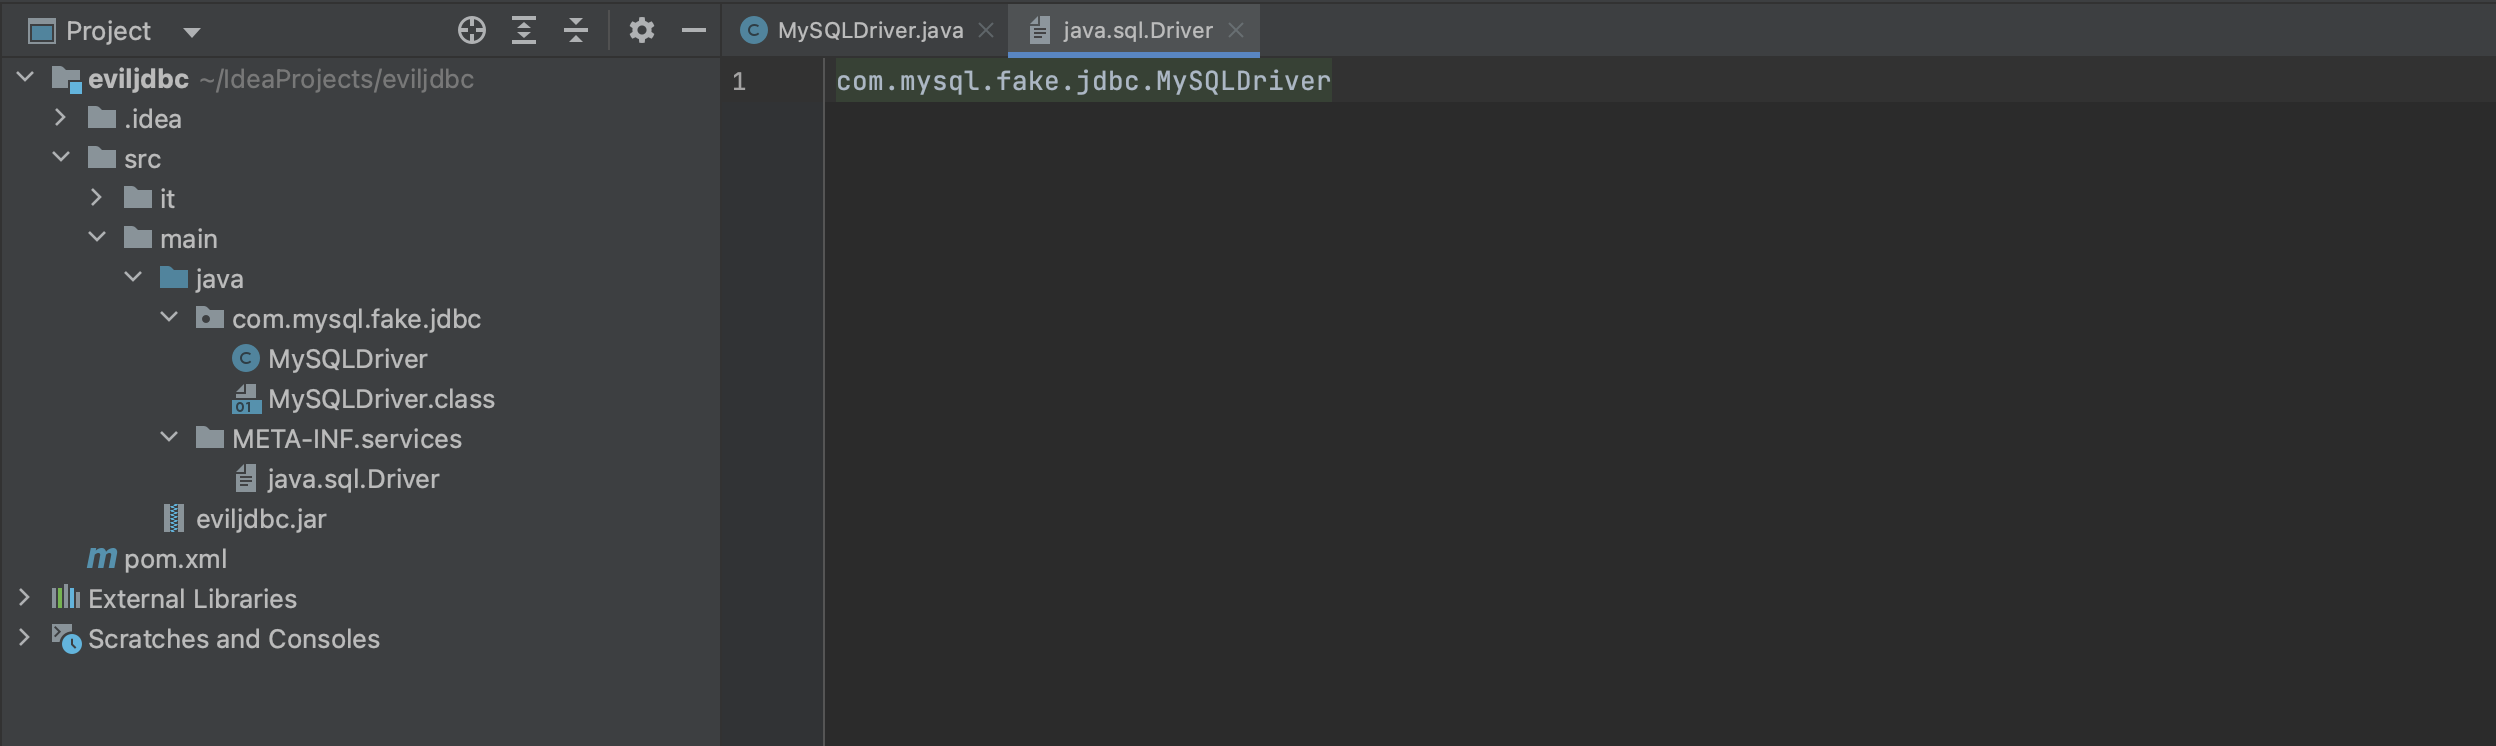 Project
MySQLDriver.java
java.sql.Driver
eviljdbc ~/IdeaProjects/eviljdbc
1 com.mysql.fake.jdbc.MySQLDriver
.idea
src
it
main
java
com.mysql.fake.jdbc
C MySQLDriver
01 MySQLDriver.class
META-INF.services
java.sql.Driver
eviljdbc.jar
m pom.xml
External Libraries
Scratches and Consoles